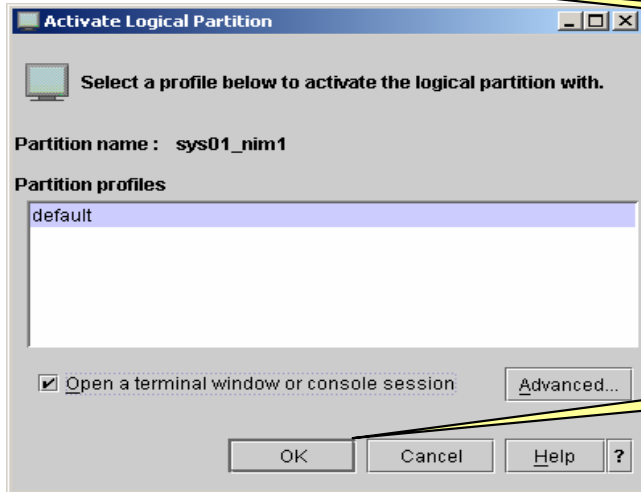 Activate Logical Partition
Select a profile below to activate the logical partition with.
Partition name : sys01_nim1
Partition profiles
default
Open a terminal window or console session
Advanced...
OK
Cancel
Help
?